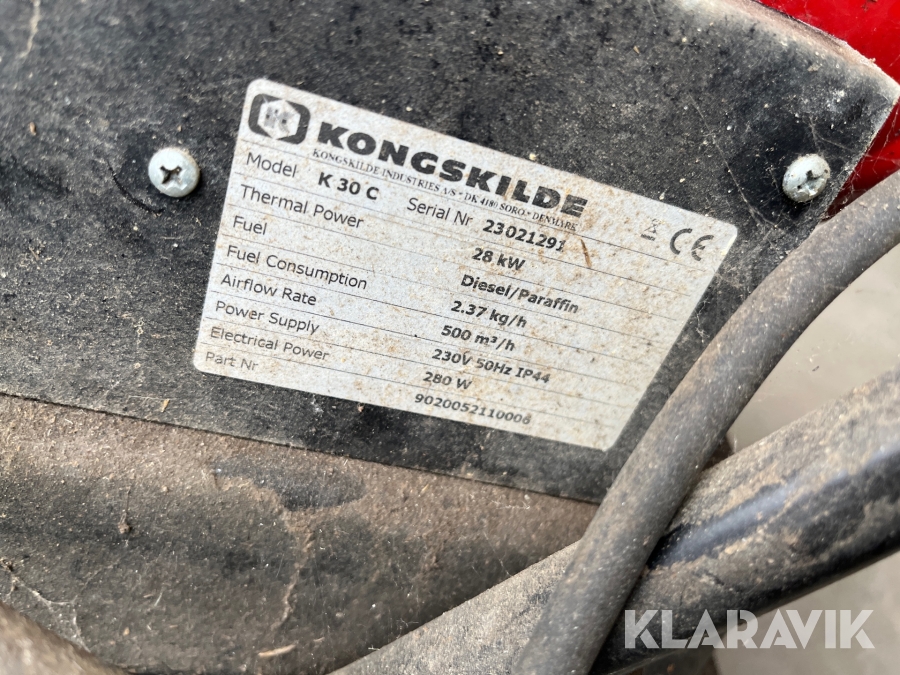 KONGSKILDE
KONGSKILDE INDUSTRIES A/S • DK 4180 SORO • DENMARK
Model K 30 C Serial Nr 23021291
Thermal Power 28 kW
Fuel Diesel/Paraffin
Fuel Consumption 2.37 kg/h
Airflow Rate 500 m³/h
Power Supply 230V 50Hz IP44
Electrical Power 280 W
Part Nr 9020052110006
CE
KLARAVIK